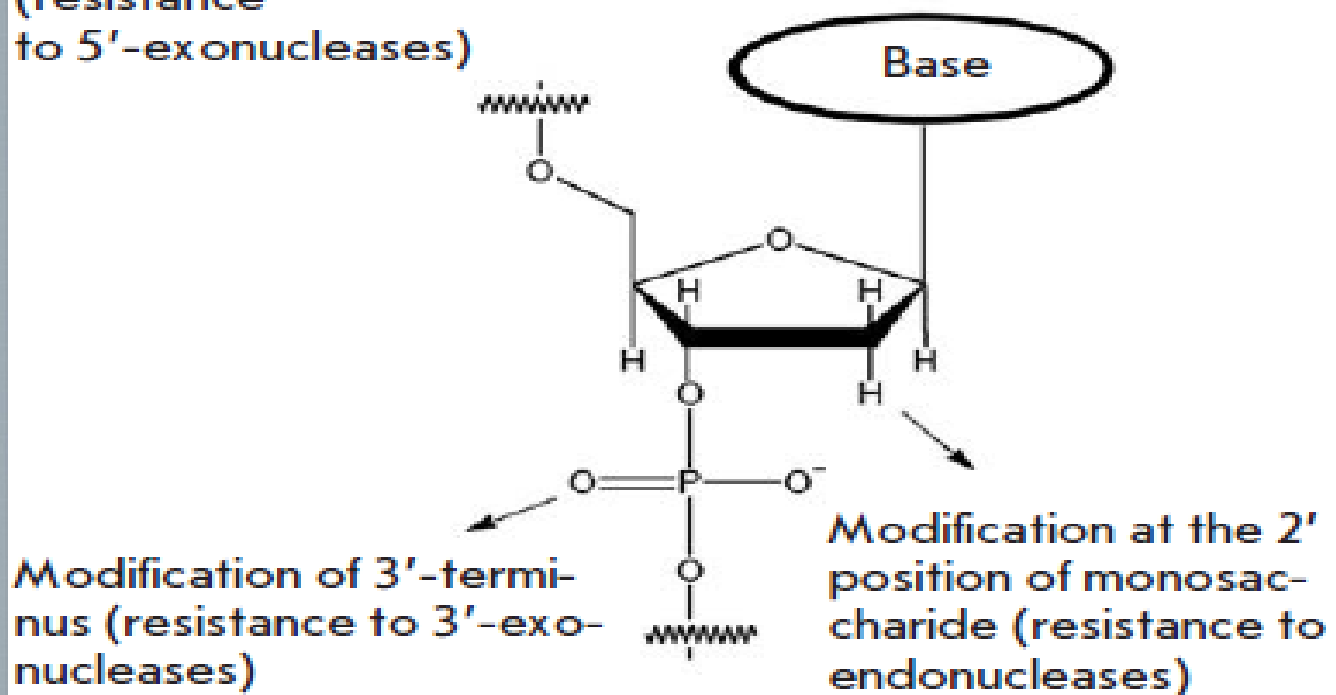 (resistance
to 5′-exonucleases)
Base
O
O
H
H
H
H
H
O
O
P
O⁻
O
Modification of 3′-termi-
nus (resistance to 3′-exo-
nucleases)
Modification at the 2′
position of monosac-
charide (resistance to
endonucleases)